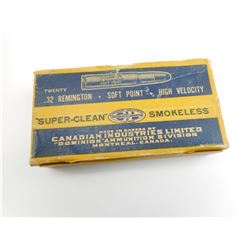 TWENTY
.32 REMINGTON - SOFT POINT HIGH VELOCITY
"SUPER-CLEAN" SMOKELESS
MADE IN CANADA BY
CANADIAN INDUSTRIES LIMITED
"DOMINION" AMMUNITION DIVISION
MONTREAL, CANADA.